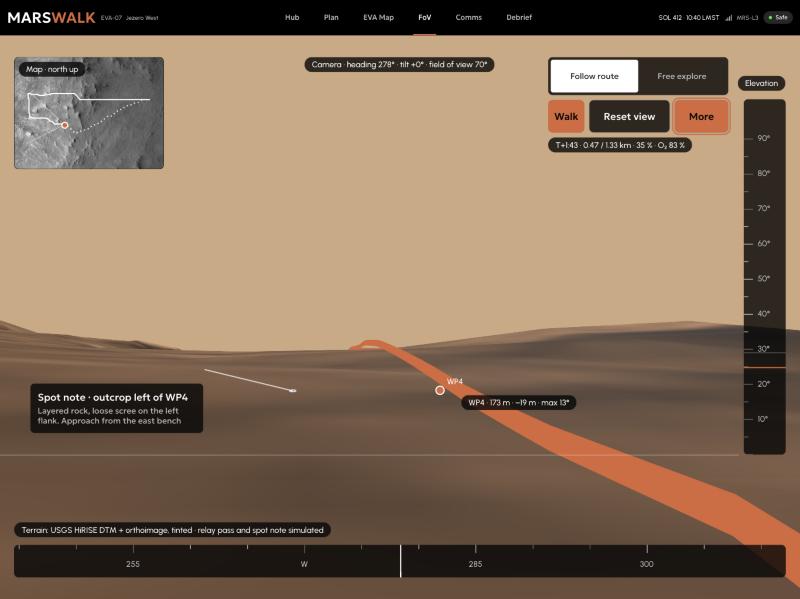 MARSWALK EVA-07 Jezero West
Hub Plan EVA Map FoV Comms Debrief
SOL 412 · 10:40 LMST MRS-L3 Safe
Map · north up
Camera · heading 278° · tilt +0° · field of view 70°
Follow route Free explore
Elevation
Walk Reset view More
T+1:43 · 0.47 / 1.33 km · 35 % · O₂ 83 %
90°
80°
70°
60°
50°
40°
30°
20°
10°
WP4
WP4 · 173 m · −19 m · max 13°
Spot note · outcrop left of WP4
Layered rock, loose scree on the left
flank. Approach from the east bench
Terrain: USGS HiRISE DTM + orthoimage, tinted · relay pass and spot note simulated
255 W 285 300